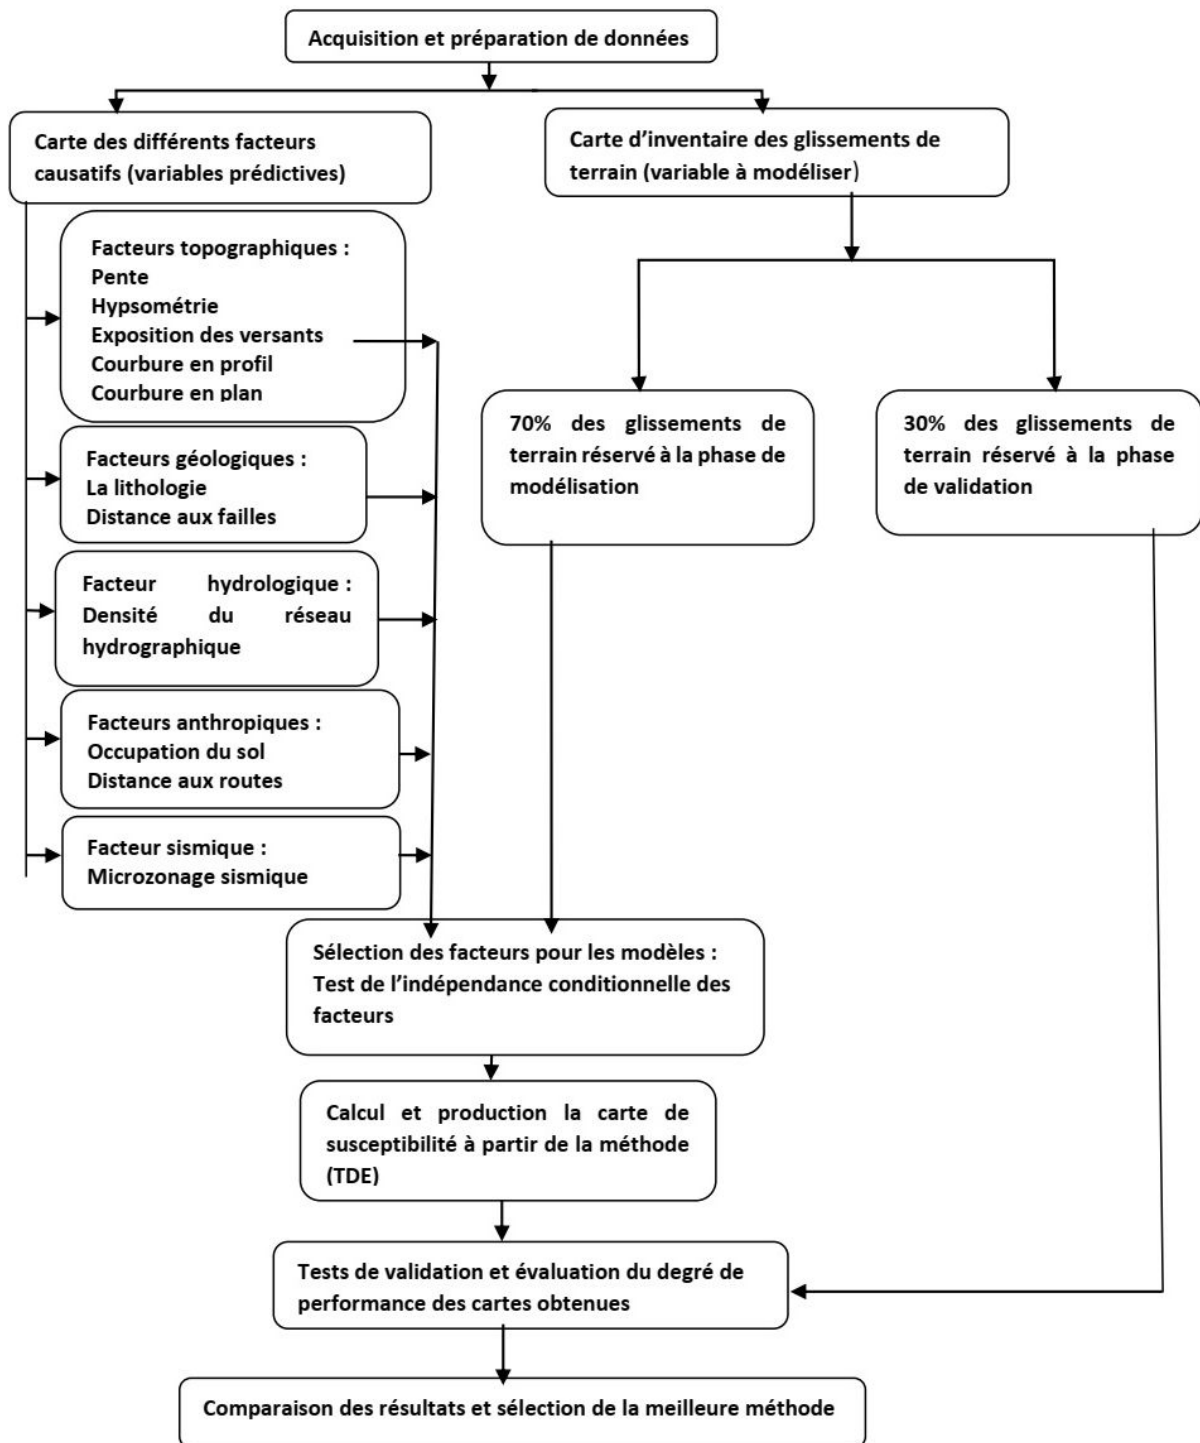 Acquisition et préparation de données
Carte des différents facteurs
causatifs (variables prédictives)
Carte d’inventaire des glissements de
terrain (variable à modéliser)
Facteurs topographiques :
Pente
Hypsométrie
Exposition des versants
Courbure en profil
Courbure en plan
70% des glissements de
terrain réservé à la phase de
modélisation
30% des glissements de
terrain réservé à la phase
de validation
Facteurs géologiques :
La lithologie
Distance aux failles
Facteur hydrologique :
Densité du réseau
hydrographique
Facteurs anthropiques :
Occupation du sol
Distance aux routes
Facteur sismique :
Microzonage sismique
Sélection des facteurs pour les modèles :
Test de l’indépendance conditionnelle des
facteurs
Calcul et production la carte de
susceptibilité à partir de la méthode
(TDE)
Tests de validation et évaluation du degré de
performance des cartes obtenues
Comparaison des résultats et sélection de la meilleure méthode